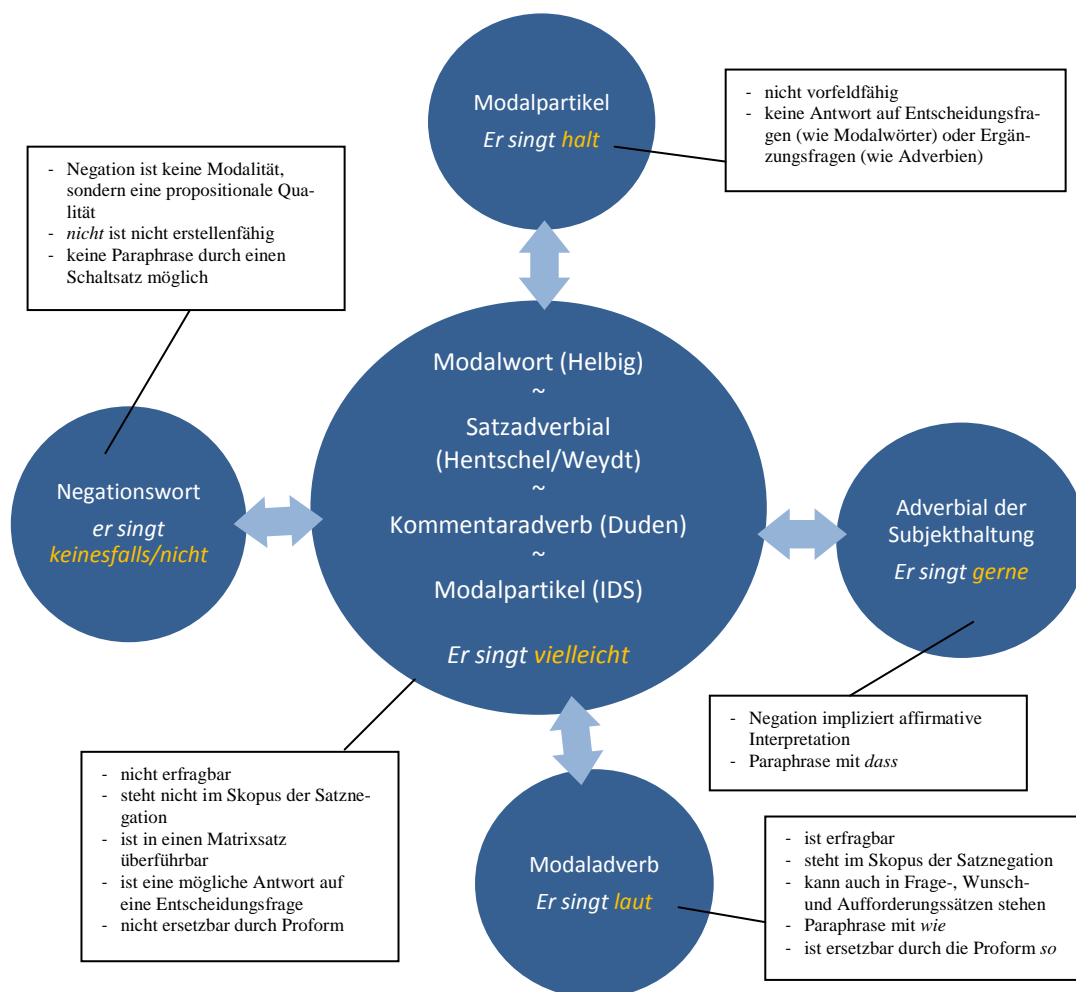 Modalpartikel
Er singt halt
- nicht vorfeldfähig
- keine Antwort auf Entscheidungsfra-
gen (wie Modalwörter) oder Ergän-
zungsfragen (wie Adverbien)
- Negation ist keine Modalität,
sondern eine propositionale Qua-
lität
- nicht ist nicht erstellenfähig
- keine Paraphrase durch einen
Schaltsatz möglich
Modalwort (Helbig)
~
Satzadverbial
(Hentschel/Weydt)
~
Kommentaradverb (Duden)
~
Modalpartikel (IDS)
Er singt vielleicht
Negationswort
er singt
keinesfalls/nicht
Adverbial der
Subjekthaltung
Er singt gerne
- Negation impliziert affirmative
Interpretation
- Paraphrase mit dass
- nicht erfragbar
- steht nicht im Skopus der Satzne-
gation
- ist in einen Matrixsatz
überführbar
- ist eine mögliche Antwort auf
eine Entscheidungsfrage
- nicht ersetzbar durch Proform
Modaladverb
Er singt laut
- ist erfragbar
- steht im Skopus der Satznegation
- kann auch in Frage-, Wunsch-
und Aufforderungssätzen stehen
- Paraphrase mit wie
- ist ersetzbar durch die Proform so